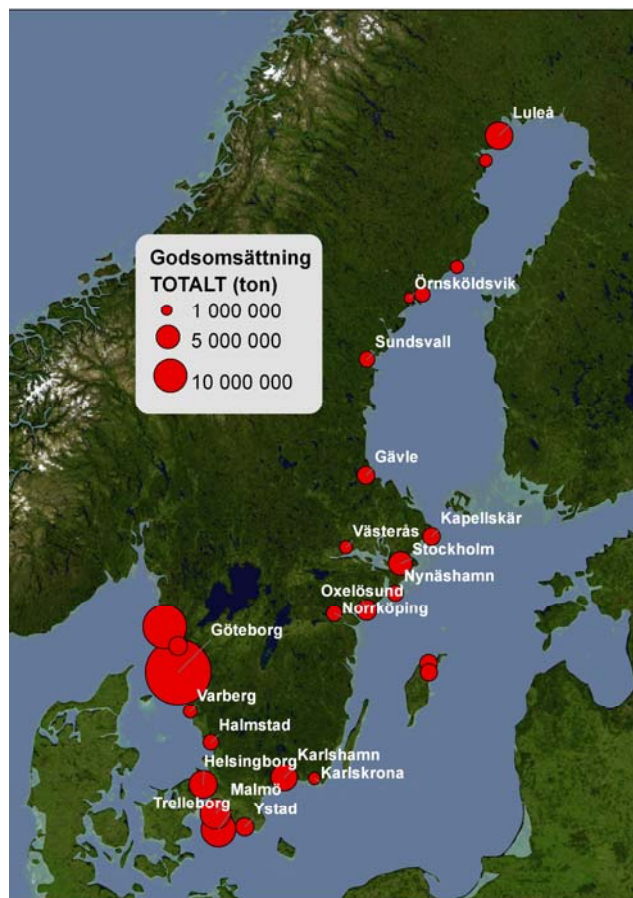 Luleå
Godsomsättning
TOTALT (ton)
1 000 000
5 000 000
10 000 000
Örnsköldsvik
Sundsvall
Gävle
Kapellskär
Västerås
Stockholm
Nynäshamn
Oxelösund
Norrköping
Göteborg
Varberg
Halmstad
Helsingborg
Karlshamn
Karlskrona
Malmö
Trelleborg
Ystad